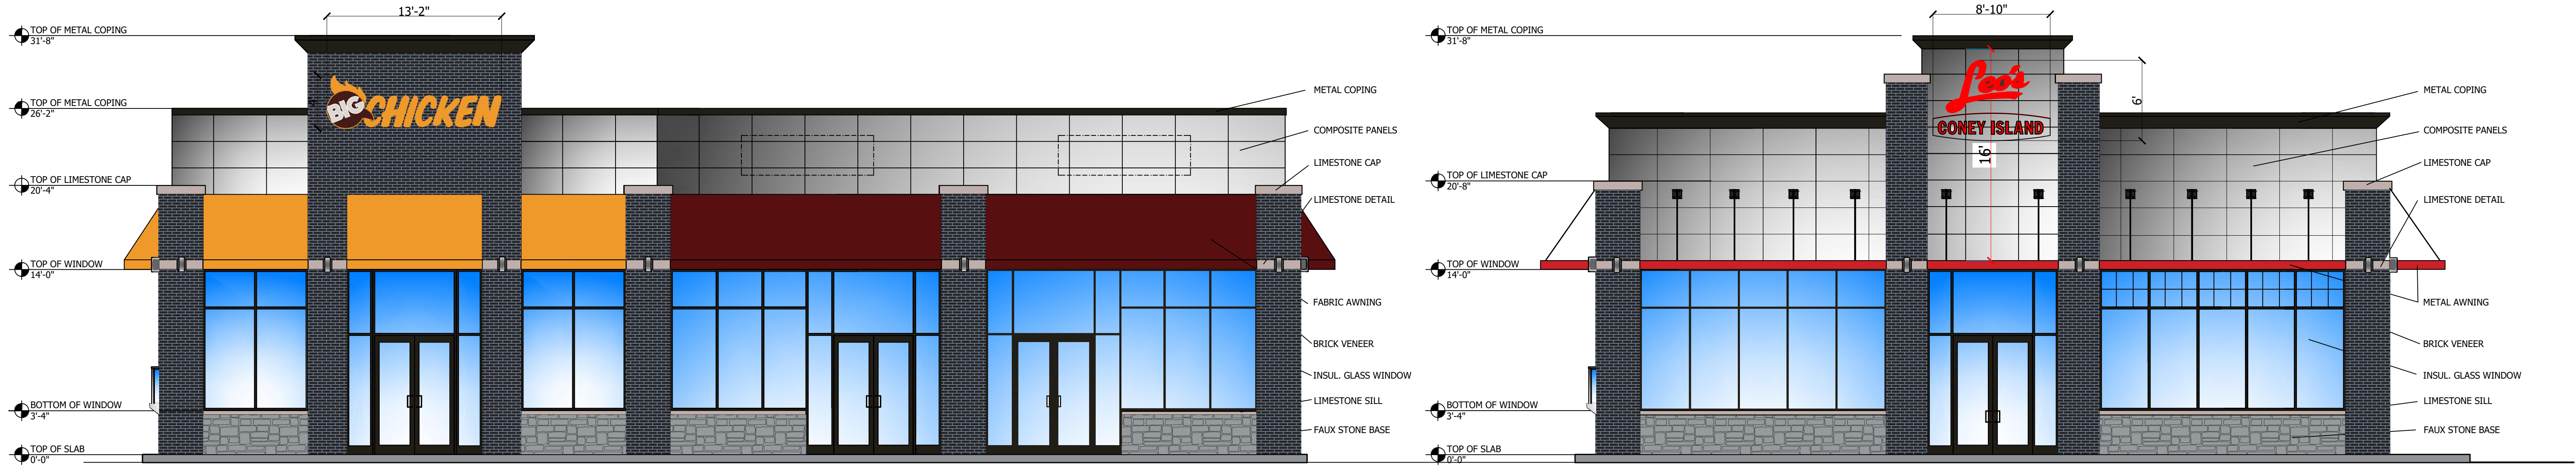 13'-2"
TOP OF METAL COPING
31'-8"
TOP OF METAL COPING
26'-2"
TOP OF LIMESTONE CAP
20'-4"
TOP OF WINDOW
14'-0"
BOTTOM OF WINDOW
3'-4"
TOP OF SLAB
0'-0"
BIG CHICKEN
METAL COPING
COMPOSITE PANELS
LIMESTONE CAP
LIMESTONE DETAIL
FABRIC AWNING
BRICK VENEER
INSUL. GLASS WINDOW
LIMESTONE SILL
FAUX STONE BASE
8'-10"
TOP OF METAL COPING
31'-8"
TOP OF LIMESTONE CAP
20'-8"
TOP OF WINDOW
14'-0"
BOTTOM OF WINDOW
3'-4"
TOP OF SLAB
0'-0"
Leo's
CONEY ISLAND
16'
6'
METAL COPING
COMPOSITE PANELS
LIMESTONE CAP
LIMESTONE DETAIL
METAL AWNING
BRICK VENEER
INSUL. GLASS WINDOW
LIMESTONE SILL
FAUX STONE BASE